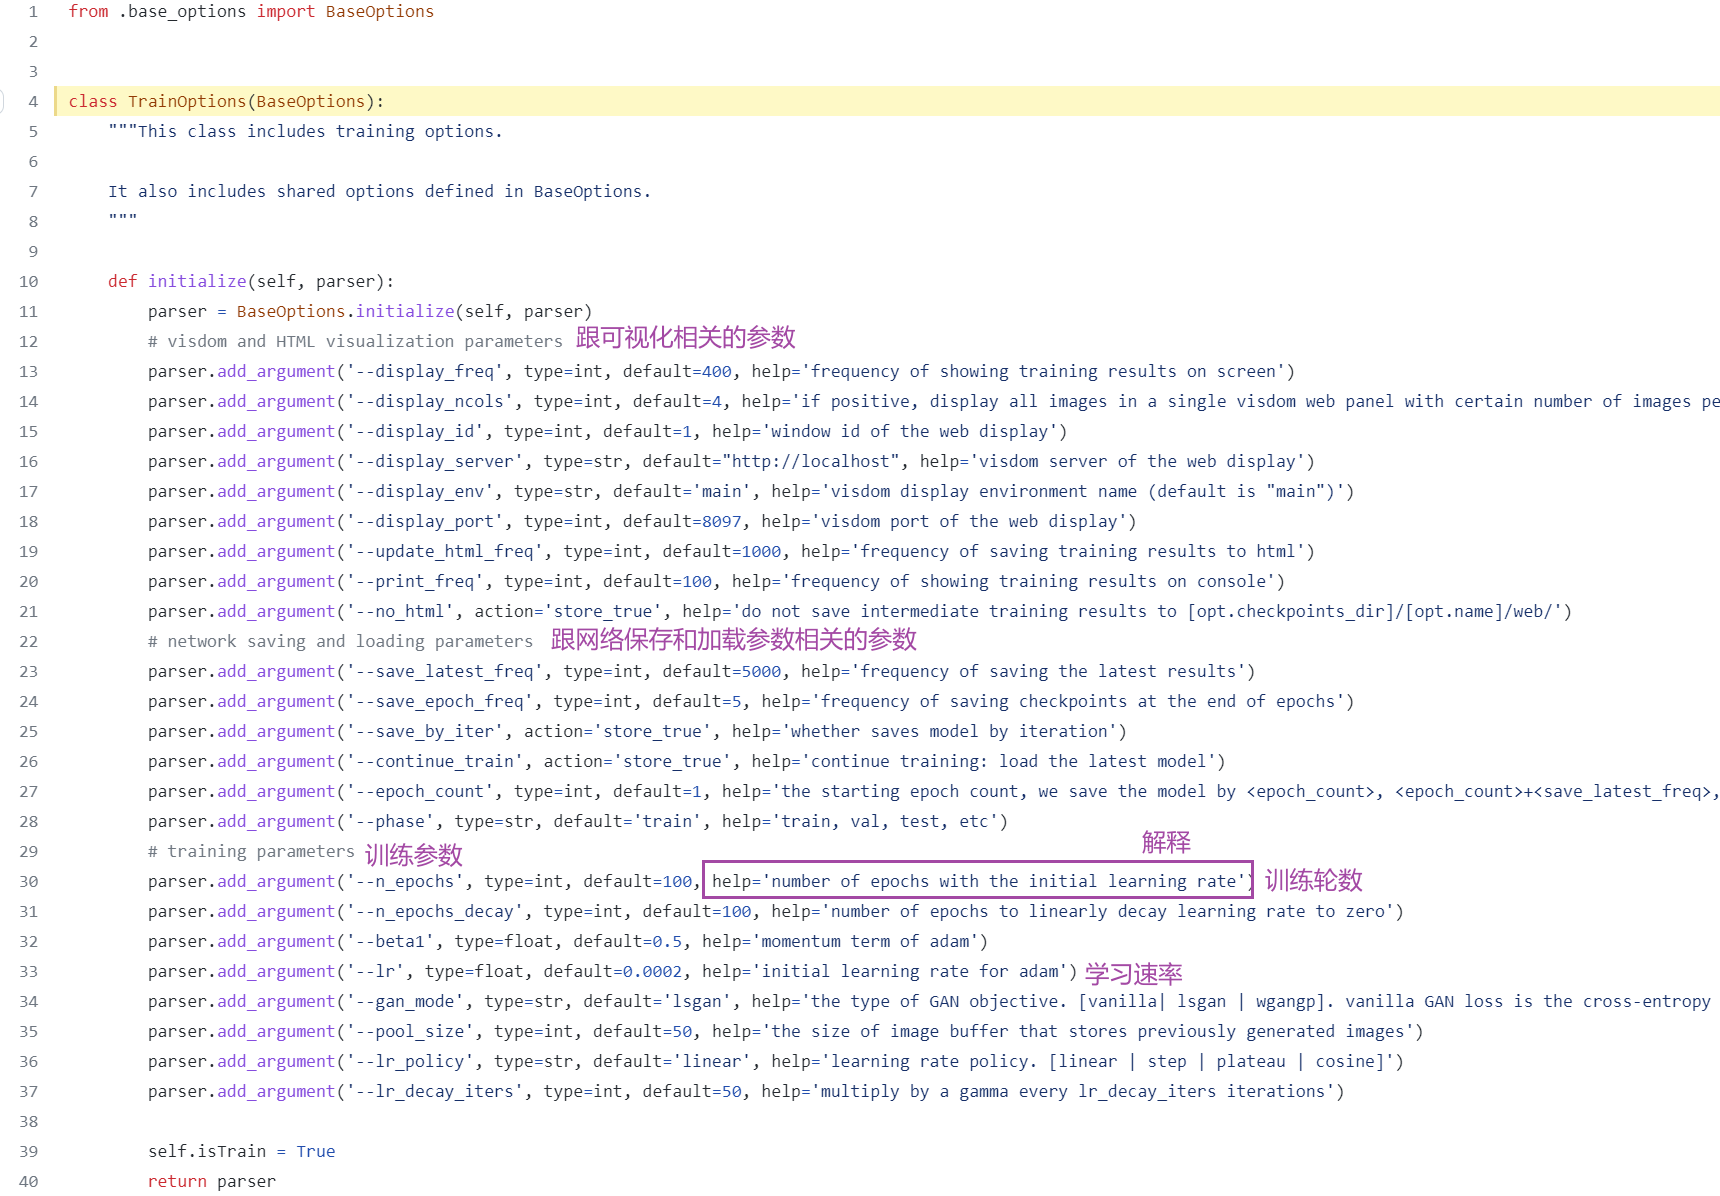 1 from .base_options import BaseOptions
2
3
4 class TrainOptions(BaseOptions):
5 """This class includes training options.
6
7 It also includes shared options defined in BaseOptions.
8 """
9
10 def initialize(self, parser):
11 parser = BaseOptions.initialize(self, parser)
12 # visdom and HTML visualization parameters 跟可视化相关的参数
13 parser.add_argument('--display_freq', type=int, default=400, help='frequency of showing training results on screen')
14 parser.add_argument('--display_ncols', type=int, default=4, help='if positive, display all images in a single visdom web panel with certain number of images pe
15 parser.add_argument('--display_id', type=int, default=1, help='window id of the web display')
16 parser.add_argument('--display_server', type=str, default="http://localhost", help='visdom server of the web display')
17 parser.add_argument('--display_env', type=str, default='main', help='visdom display environment name (default is "main")')
18 parser.add_argument('--display_port', type=int, default=8097, help='visdom port of the web display')
19 parser.add_argument('--update_html_freq', type=int, default=1000, help='frequency of saving training results to html')
20 parser.add_argument('--print_freq', type=int, default=100, help='frequency of showing training results on console')
21 parser.add_argument('--no_html', action='store_true', help='do not save intermediate training results to [opt.checkpoints_dir]/[opt.name]/web/')
22 # network saving and loading parameters 跟网络保存和加载参数相关的参数
23 parser.add_argument('--save_latest_freq', type=int, default=5000, help='frequency of saving the latest results')
24 parser.add_argument('--save_epoch_freq', type=int, default=5, help='frequency of saving checkpoints at the end of epochs')
25 parser.add_argument('--save_by_iter', action='store_true', help='whether saves model by iteration')
26 parser.add_argument('--continue_train', action='store_true', help='continue training: load the latest model')
27 parser.add_argument('--epoch_count', type=int, default=1, help='the starting epoch count, we save the model by <epoch_count>, <epoch_count>+<save_latest_freq>,
28 parser.add_argument('--phase', type=str, default='train', help='train, val, test, etc')
解释
29 # training parameters 训练参数
30 parser.add_argument('--n_epochs', type=int, default=100, help='number of epochs with the initial learning rate') 训练轮数
31 parser.add_argument('--n_epochs_decay', type=int, default=100, help='number of epochs to linearly decay learning rate to zero')
32 parser.add_argument('--beta1', type=float, default=0.5, help='momentum term of adam')
33 parser.add_argument('--lr', type=float, default=0.0002, help='initial learning rate for adam') 学习速率
34 parser.add_argument('--gan_mode', type=str, default='lsgan', help='the type of GAN objective. [vanilla| lsgan | wgangp]. vanilla GAN loss is the cross-entropy
35 parser.add_argument('--pool_size', type=int, default=50, help='the size of image buffer that stores previously generated images')
36 parser.add_argument('--lr_policy', type=str, default='linear', help='learning rate policy. [linear | step | plateau | cosine]')
37 parser.add_argument('--lr_decay_iters', type=int, default=50, help='multiply by a gamma every lr_decay_iters iterations')
38
39 self.isTrain = True
40 return parser